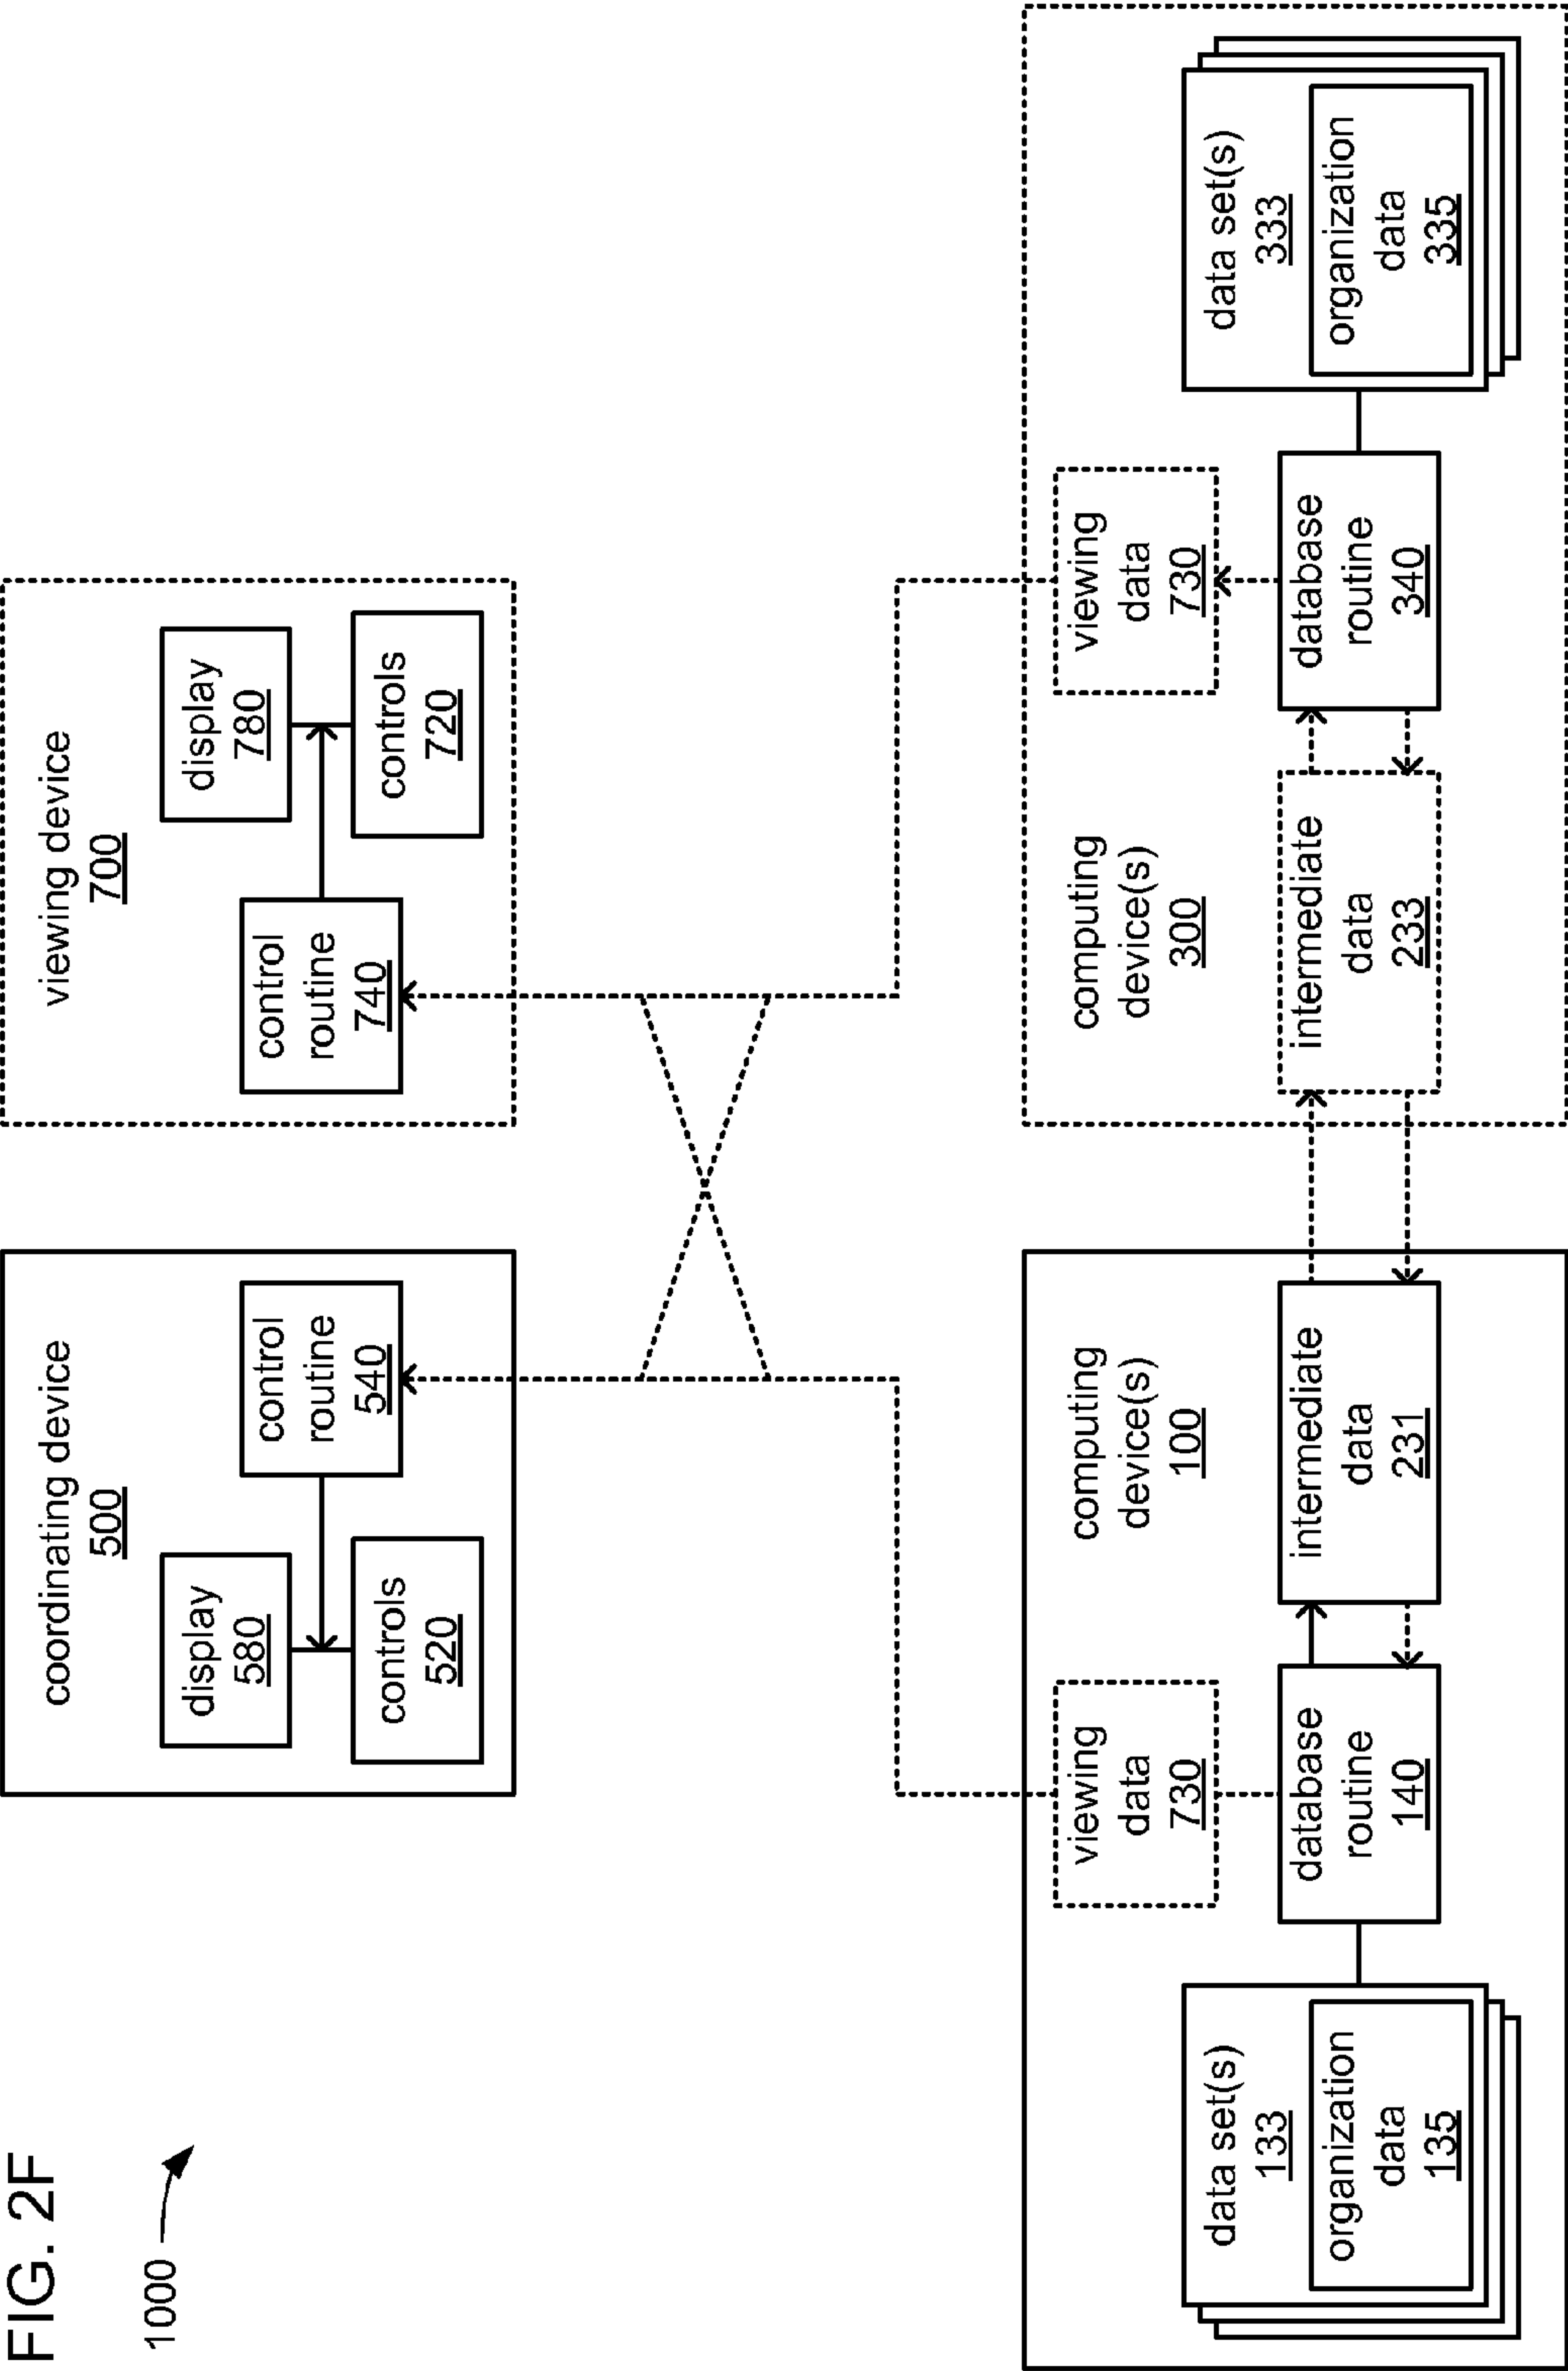 FIG. 2F
1000
coordinating device
500
display
580
controls
520
control
routine
540
viewing device
700
control
routine
740
display
780
controls
720
computing
device(s)
100
viewing
data
730
data set(s)
133
organization
data
135
database
routine
140
intermediate
data
231
computing
device(s)
300
viewing
data
730
intermediate
data
233
database
routine
340
data set(s)
333
organization
data
335